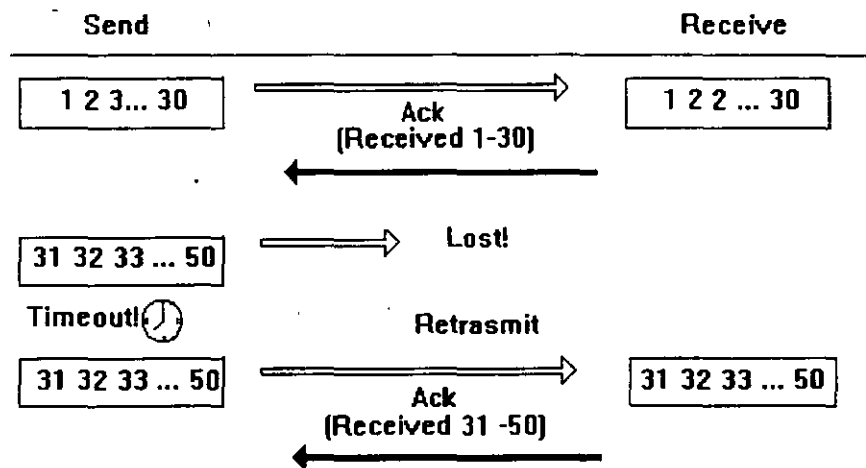 Send Receive
1 2 3... 30
Ack
(Received 1-30)
1 2 2 ... 30
31 32 33 ... 50
Lost!
Timeout!
Retrasmit
31 32 33 ... 50
Ack
(Received 31 -50)
31 32 33 ... 50